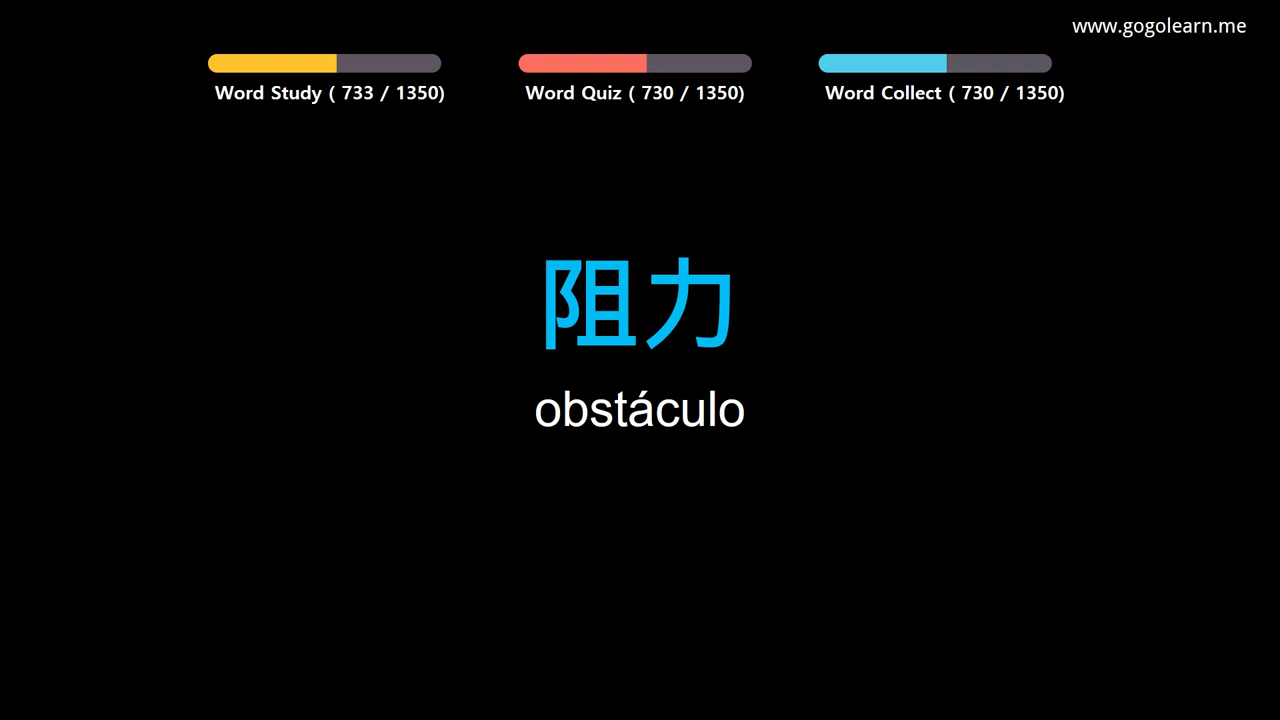 www.gogolearn.me
Word Study ( 733 / 1350)
Word Quiz ( 730 / 1350)
Word Collect ( 730 / 1350)
阻力
obstáculo